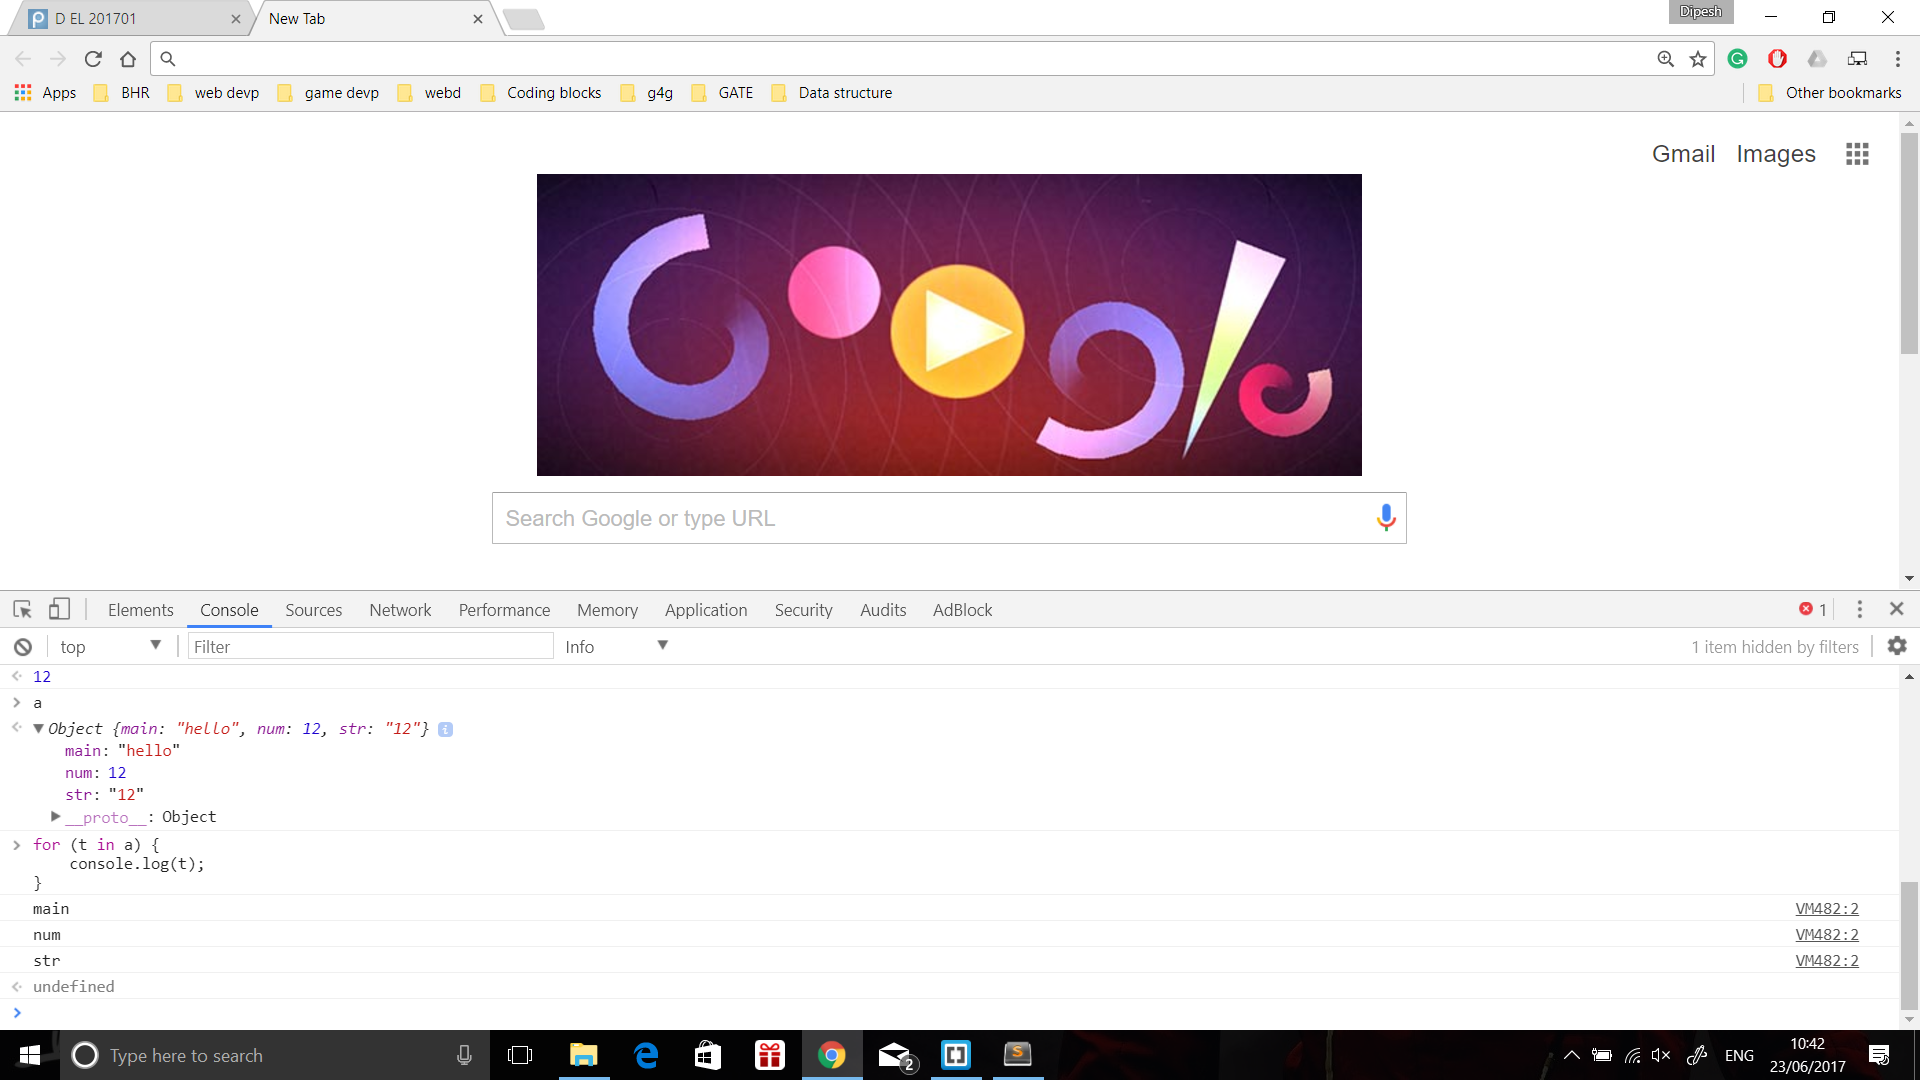 D EL 201701
New Tab
Dipesh
Apps BHR web devp game devp webd Coding blocks g4g GATE Data structure Other bookmarks
Gmail Images
Google
Search Google or type URL
Elements Console Sources Network Performance Memory Application Security Audits AdBlock 1
top Filter Info 1 item hidden by filters
12
a
Object {main: "hello", num: 12, str: "12"} i
main: "hello"
num: 12
str: "12"
__proto__: Object
for (t in a) {
console.log(t);
}
main VM482:2
num VM482:2
str VM482:2
undefined
Type here to search 2 S ENG 10:42
23/06/2017